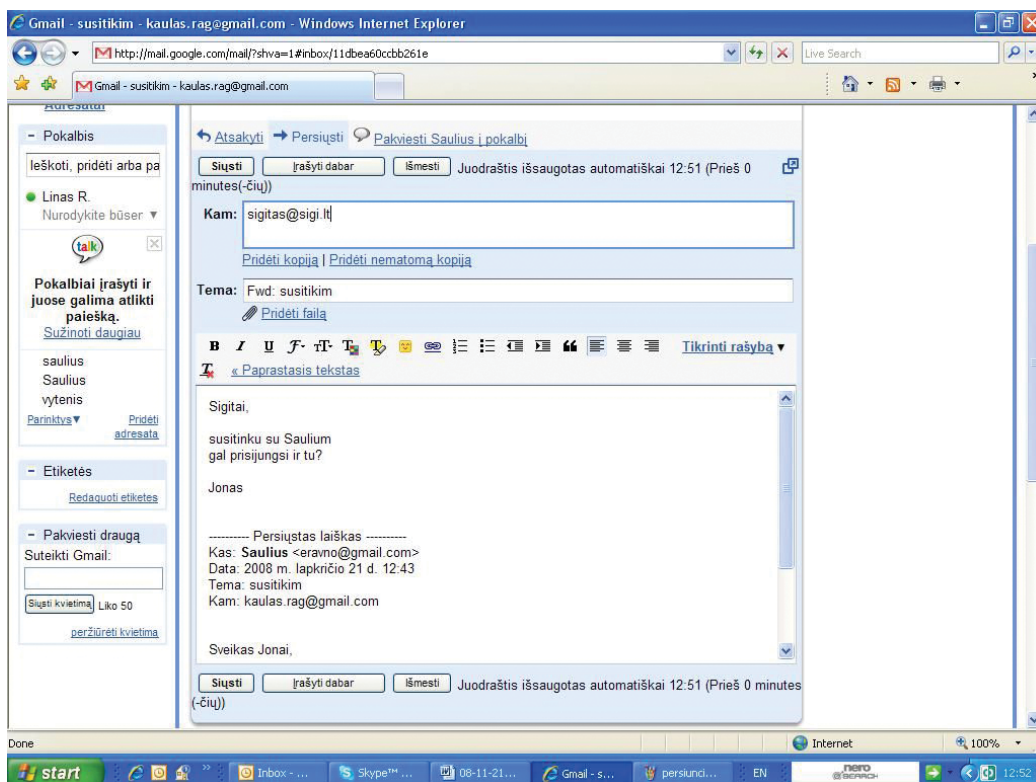 Gmail - susitikim - kaulas.rag@gmail.com - Windows Internet Explorer
http://mail.google.com/mail/?shva=1#inbox/11dbea60ccbb261e
Live Search
Gmail - susitikim - kaulas.rag@gmail.com
Adresatai
− Pokalbis
Ieškoti, pridėti arba pa
Linas R.
Nurodykite būser ▼
talk
Pokalbiai įrašyti ir
juose galima atlikti
paiešką.
Sužinoti daugiau
saulius
Saulius
vytenis
Parinktys▼ Pridėti
adresatą
− Etiketės
Redaguoti etiketes
− Pakviesti draugą
Suteikti Gmail:
Siųsti kvietimą Liko 50
peržiūrėti kvietimą
Atsakyti Persiųsti Pakviesti Saulius į pokalbį
Siųsti Įrašyti dabar Išmesti Juodraštis išsaugotas automatiškai 12:51 (Prieš 0
minutes(-čių))
Kam: sigitas@sigi.lt
Pridėti kopiją | Pridėti nematomą kopiją
Tema: Fwd: susitikim
Pridėti failą
B I U Tikrinti rašybą ▼
« Paprastasis tekstas
Sigitai,
susitinku su Saulium
gal prisijungsi ir tu?
Jonas
---------- Persiųstas laiškas ----------
Kas: Saulius <eravno@gmail.com>
Data: 2008 m. lapkričio 21 d. 12:43
Tema: susitikim
Kam: kaulas.rag@gmail.com
Sveikas Jonai,
Siųsti Įrašyti dabar Išmesti Juodraštis išsaugotas automatiškai 12:51 (Prieš 0 minutes
(-čių))
Done Internet 100%
start Inbox - ... Skype™ ... 08-11-21... Gmail - s... persiunci... EN nero SEARCH 12:52